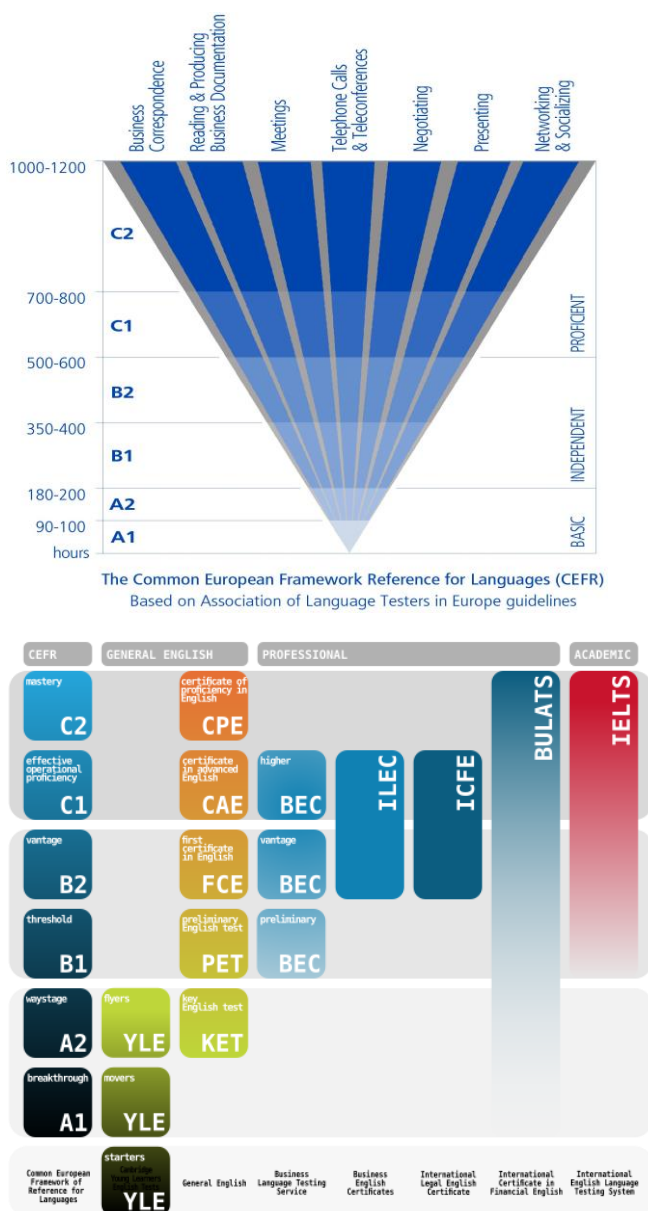 Business
Correspondence
Reading & Producing
Business Documentation
Meetings
Telephone Calls
& Teleconferences
Negotiating
Presenting
Networking
& Socializing
1000-1200
C2
700-800
C1
PROFICIENT
500-600
B2
350-400
B1
INDEPENDENT
180-200
A2
90-100
A1
BASIC
hours
The Common European Framework Reference for Languages (CEFR)
Based on Association of Language Testers in Europe guidelines
CEFR GENERAL ENGLISH PROFESSIONAL ACADEMIC
mastery
C2
certificate of
proficiency in
English
CPE
BULATS
IELTS
effective
operational
proficiency
C1
certificate
in advanced
English
CAE
higher
BEC
ILEC
ICFE
vantage
B2
first
certificate
in English
FCE
vantage
BEC
threshold
B1
preliminary
English test
PET
preliminary
BEC
waystage
A2
flyers
YLE
key
English test
KET
breakthrough
A1
movers
YLE
starters
YLE
Common European
Framework of
Reference for
Languages
Cambridge
Young Learners
English Tests
General English
Business
Language Testing
Service
Business
English
Certificates
International
Legal English
Certificate
International
Certificate in
Financial English
International
English Language
Testing System